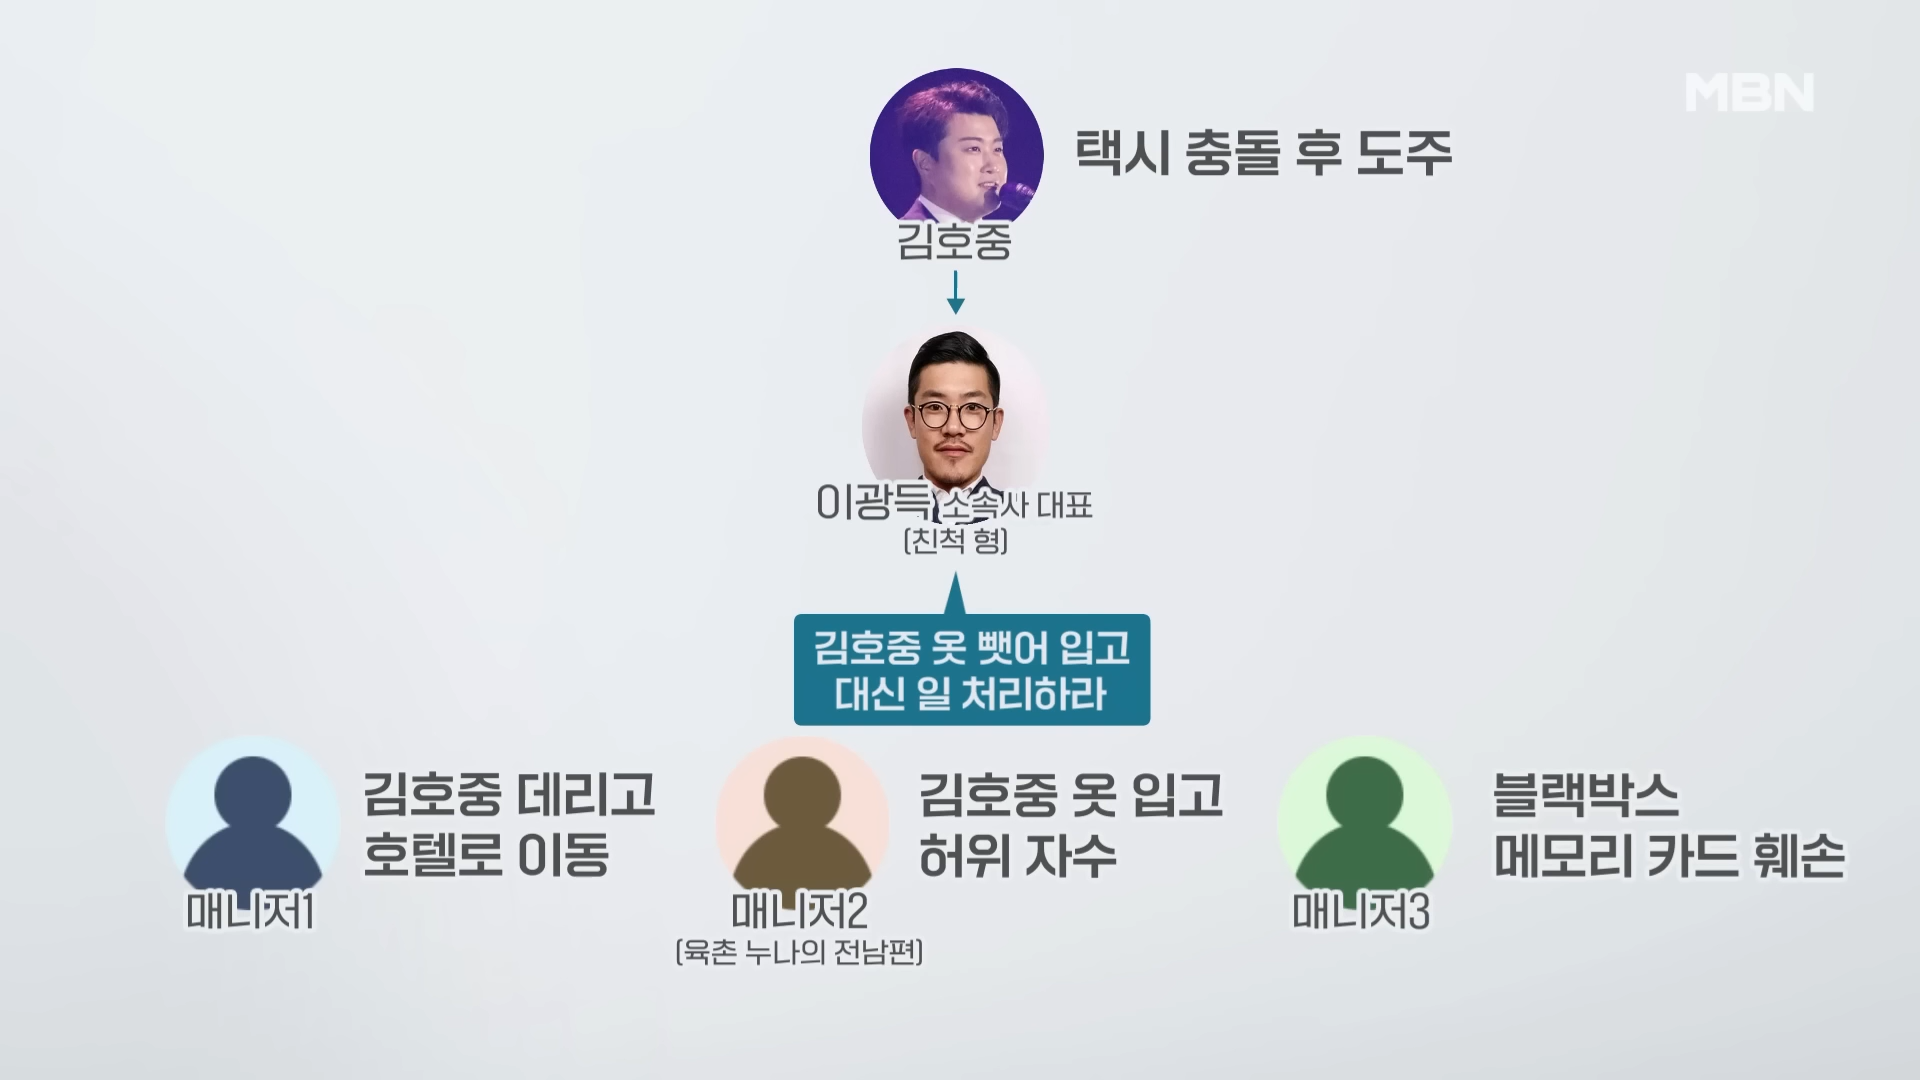 MBN
택시 충돌 후 도주
김호중
이광득 소속사 대표
(친척 형)
김호중 옷 뺏어 입고
대신 일 처리하라
김호중 데리고
호텔로 이동
매니저1
김호중 옷 입고
허위 자수
매니저2
(육촌 누나의 전남편)
블랙박스
메모리 카드 훼손
매니저3